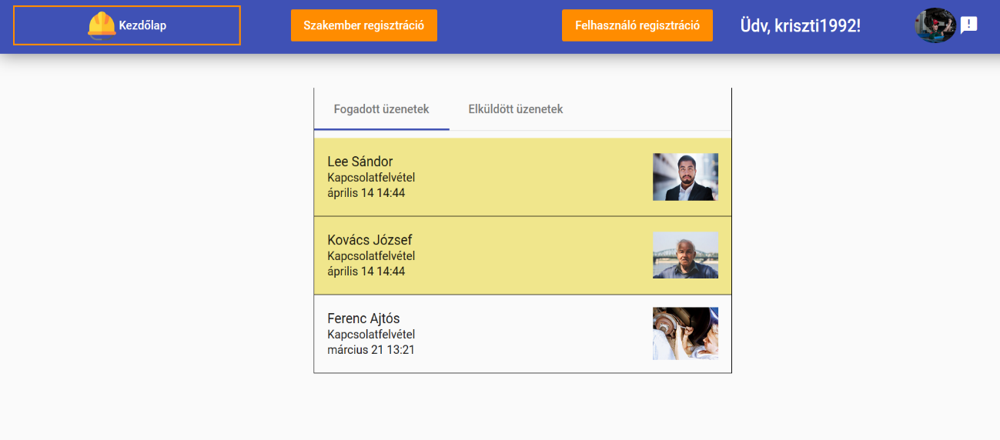 Kezdőlap
Szakember regisztráció
Felhasználó regisztráció
Üdv, kriszti1992!
Fogadott üzenetek
Elküldött üzenetek
Lee Sándor
Kapcsolatfelvétel
április 14 14:44
Kovács József
Kapcsolatfelvétel
április 14 14:44
Ferenc Ajtós
Kapcsolatfelvétel
március 21 13:21